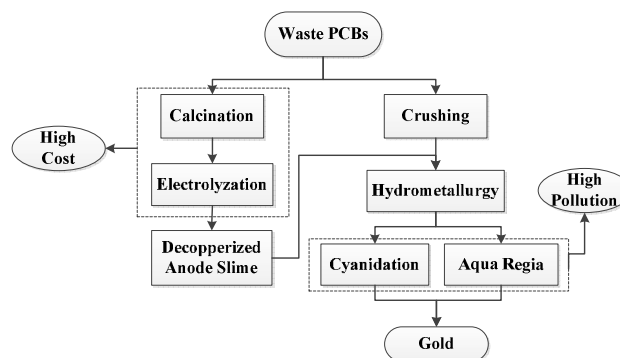 Waste PCBs
Calcination
Crushing
High
Cost
Electrolyzation
Hydrometallurgy
High
Pollution
Decopperized
Anode Slime
Cyanidation
Aqua Regia
Gold